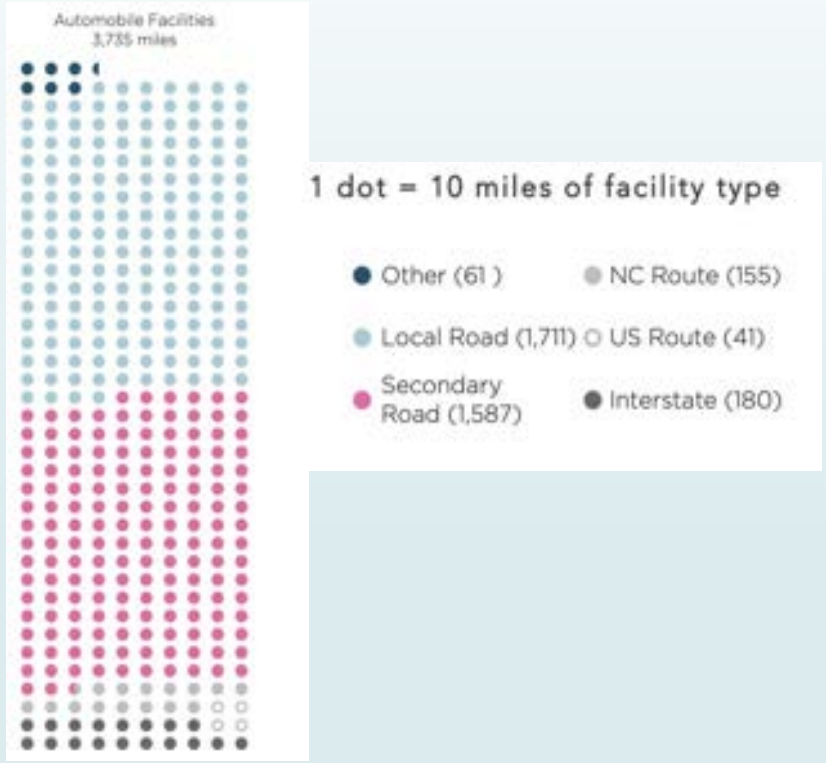 Automobile Facilities
3,735 miles
1 dot = 10 miles of facility type
Other (61 )
NC Route (155)
Local Road (1,711)
US Route (41)
Secondary
Road (1,587)
Interstate (180)